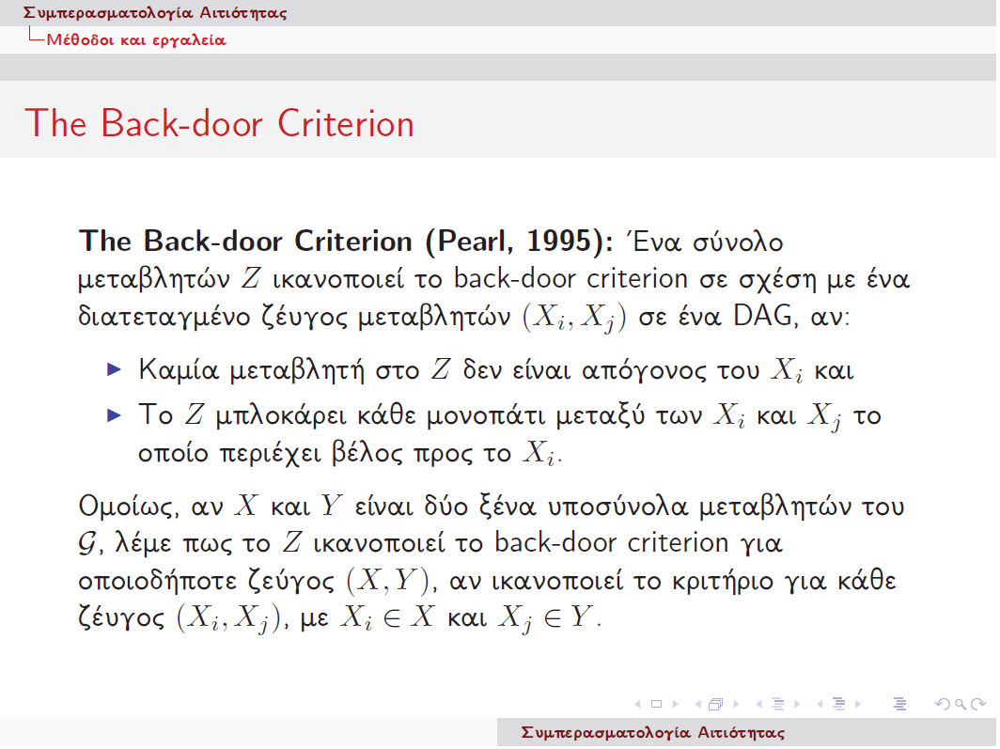 Συμπερασματολογία Αιτιότητας
Μέθοδοι και εργαλεία
The Back-door Criterion
The Back-door Criterion (Pearl, 1995): Ένα σύνολο
μεταβλητών Z ικανοποιεί το back-door criterion σε σχέση με ένα
διατεταγμένο ζέυγος μεταβλητών (X_i, X_j) σε ένα DAG, αν:
▶ Καμία μεταβλητή στο Z δεν είναι απόγονος του X_i και
▶ Το Z μπλοκάρει κάθε μονοπάτι μεταξύ των X_i και X_j το
οποίο περιέχει βέλος προς το X_i.
Ομοίως, αν X και Y είναι δύο ξένα υποσύνολα μεταβλητών του
𝒢, λέμε πως το Z ικανοποιεί το back-door criterion για
οποιοδήποτε ζεύγος (X, Y), αν ικανοποιεί το κριτήριο για κάθε
ζέυγος (X_i, X_j), με X_i ∈ X και X_j ∈ Y.
Συμπερασματολογία Αιτιότητας